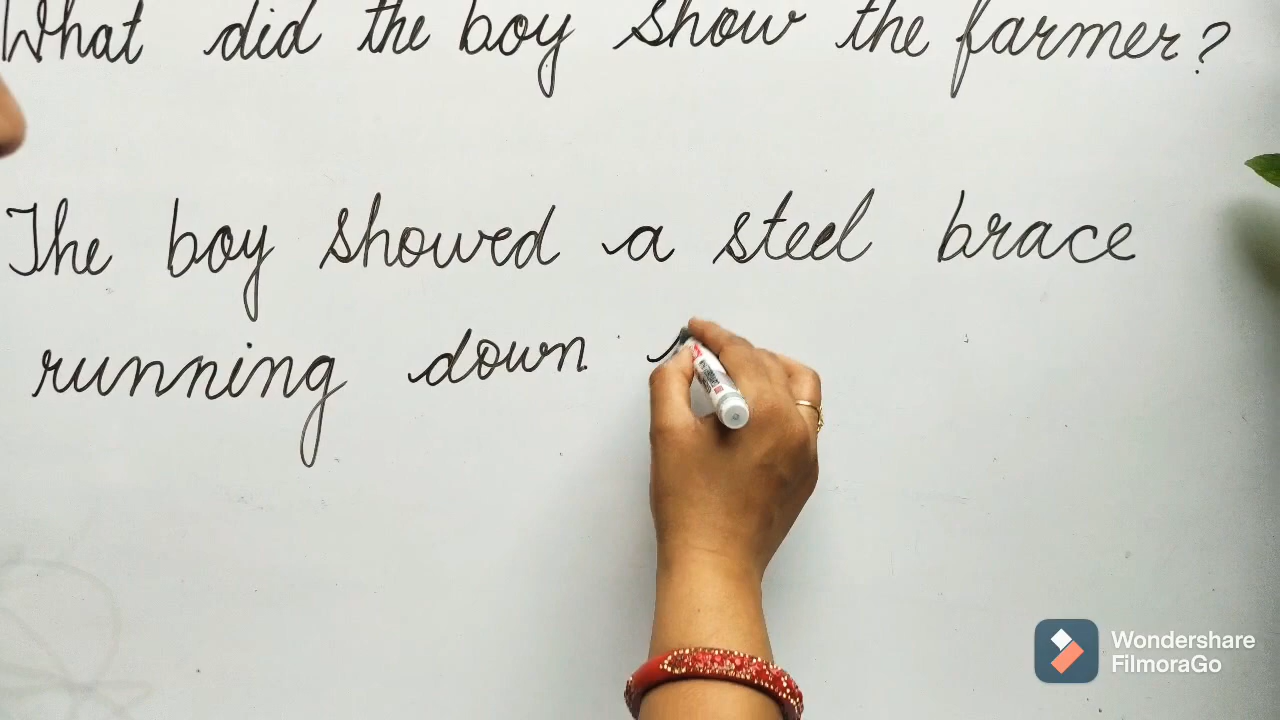 What did the boy show the farmer?
The boy showed a steel brace
running down
Wondershare
FilmoraGo